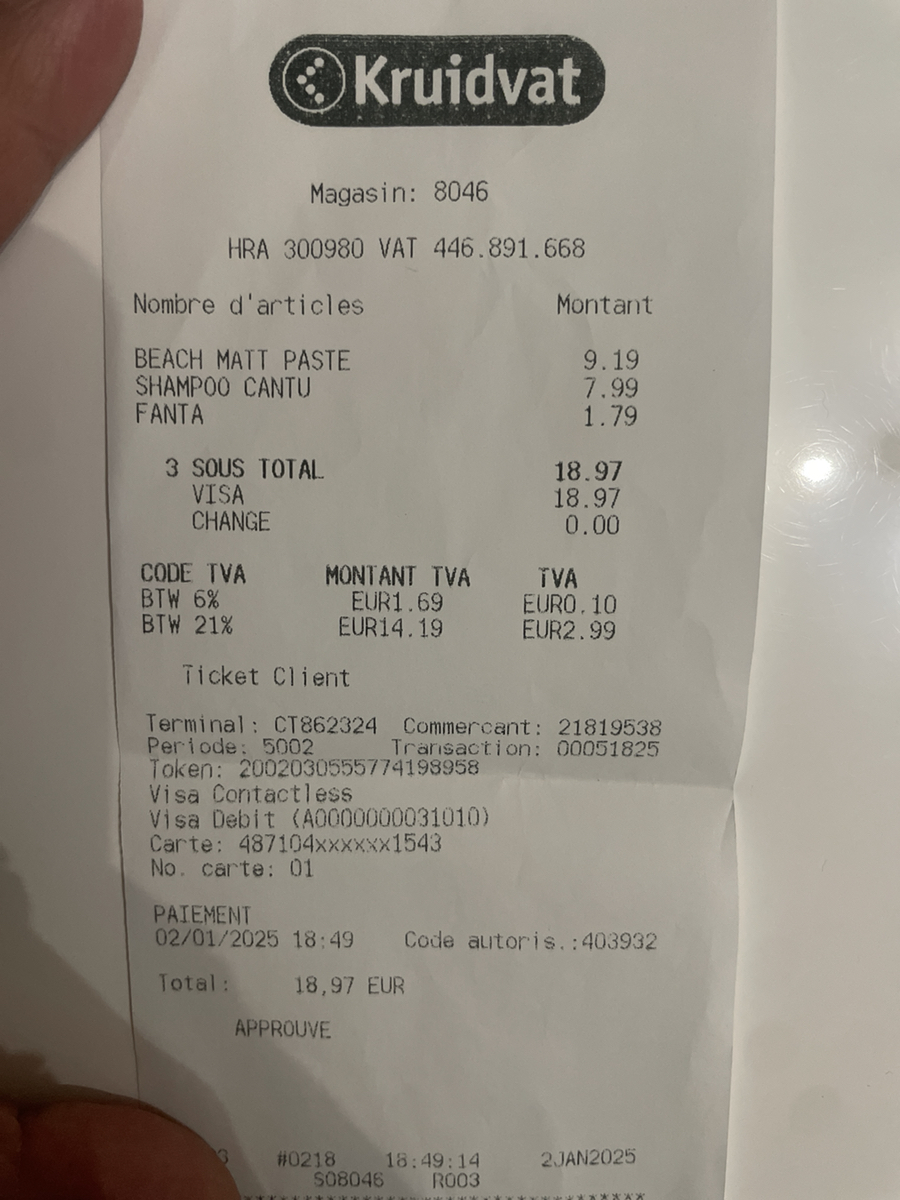 Kruidvat
Magasin: 8046
HRA 300980 VAT 446.891.668
Nombre d'articles Montant
BEACH MATT PASTE 9.19
SHAMPOO CANTU 7.99
FANTA 1.79
3 SOUS TOTAL 18.97
VISA 18.97
CHANGE 0.00
CODE TVA MONTANT TVA TVA
BTW 6% EUR1.69 EUR0.10
BTW 21% EUR14.19 EUR2.99
Ticket Client
Terminal: CT862324 Commercant: 21819538
Periode: 5002 Transaction: 00051825
Token: 2002030555774198958
Visa Contactless
Visa Debit (A0000000031010)
Carte: 487104xxxxxx1543
No. carte: 01
PAIEMENT
02/01/2025 18:49 Code autoris.:403932
Total: 18,97 EUR
APPROUVE
#0218 18:49:14 2JAN2025
S08046 R003